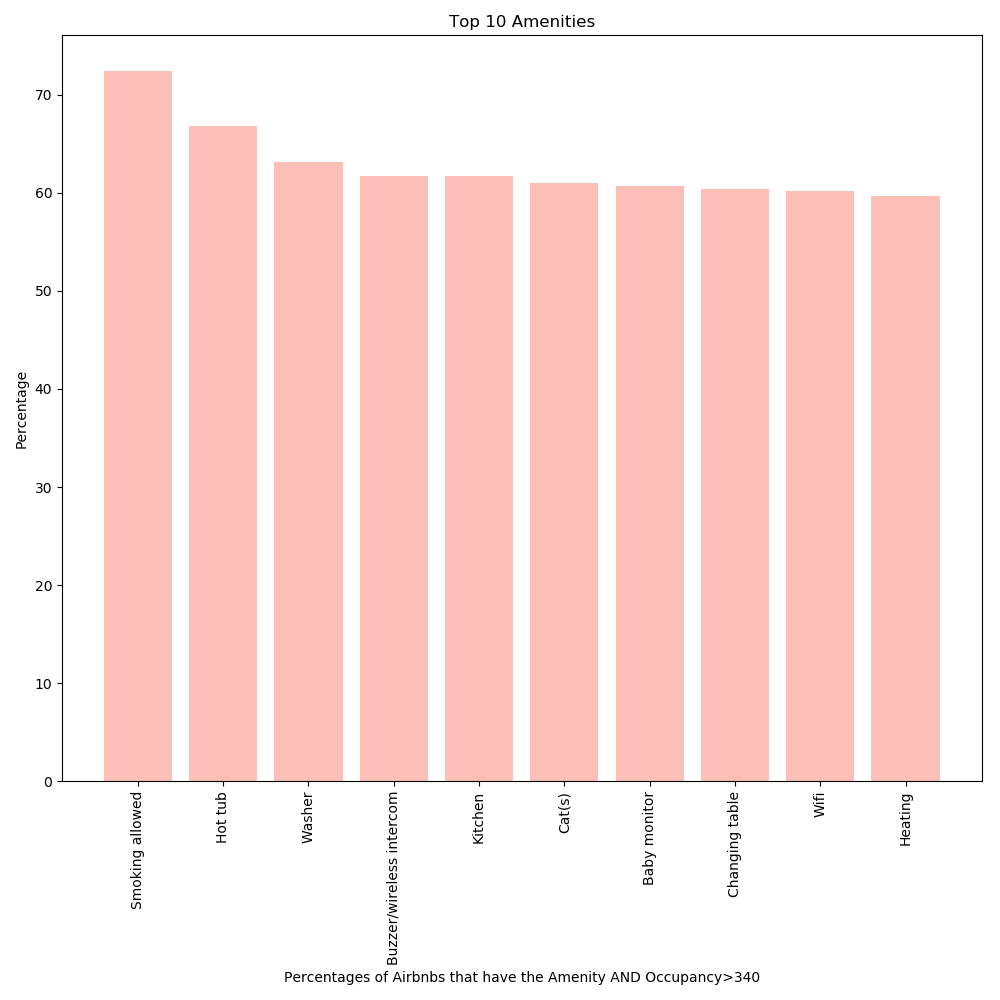 Top 10 Amenities
Percentage
70
60
50
40
30
20
10
0
Smoking allowed
Hot tub
Washer
Buzzer/wireless intercom
Kitchen
Cat(s)
Baby monitor
Changing table
Wifi
Heating
Percentages of Airbnbs that have the Amenity AND Occupancy>340